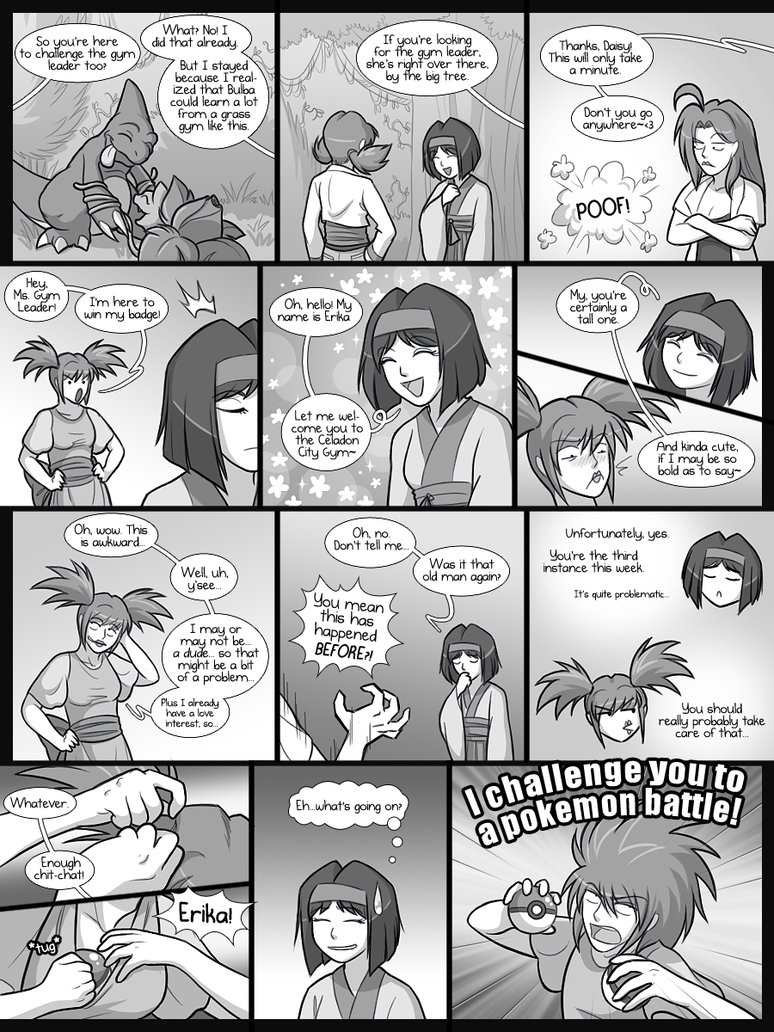 So you're here
to challenge the gym
leader too?
What? No! I
did that already.
But I stayed
because I real-
ized that Bulba
could learn a lot
from a grass
gym like this.
If you're looking
for the gym leader,
she's right over there,
by the big tree.
Thanks, Daisy!
This will only take
a minute.
Don't you go
anywhere~<3
POOF!
Hey,
Ms. Gym
Leader!
I'm here to
win my badge!
Oh, hello! My
name is Erika
Let me wel-
come you to the
Celadon
City Gym~
My, you're
certainly a
tall one.
And kinda cute,
if I may be so
bold as to say~
Oh, wow. This
is awkward...
Well, uh,
y'see...
I may or
may not be...
a dude... so that
might be a bit
of a problem...
Plus I already
have a love
interest, so...
Oh, no.
Don't tell me...
Was it that
old man again?
You mean
this has
happened
BEFORE?!
Unfortunately, yes.
You're the third
instance this week.
It's quite problematic...
You should
really probably take
care of that...
Whatever.
Enough
chit-chat!
*tug*
Erika!
Eh...what's going on?
I challenge you to
a pokemon battle!